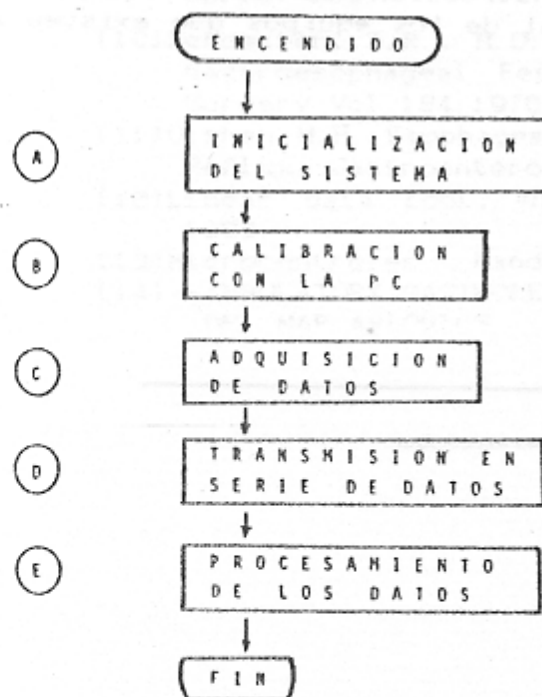 ENCENDIDO
A
INICIALIZACION
DEL SISTEMA
B
CALIBRACION
CON LA PC
C
ADQUISICION
DE DATOS
D
TRANSMISION EN
SERIE DE DATOS
E
PROCESAMIENTO
DE LOS DATOS
FIN